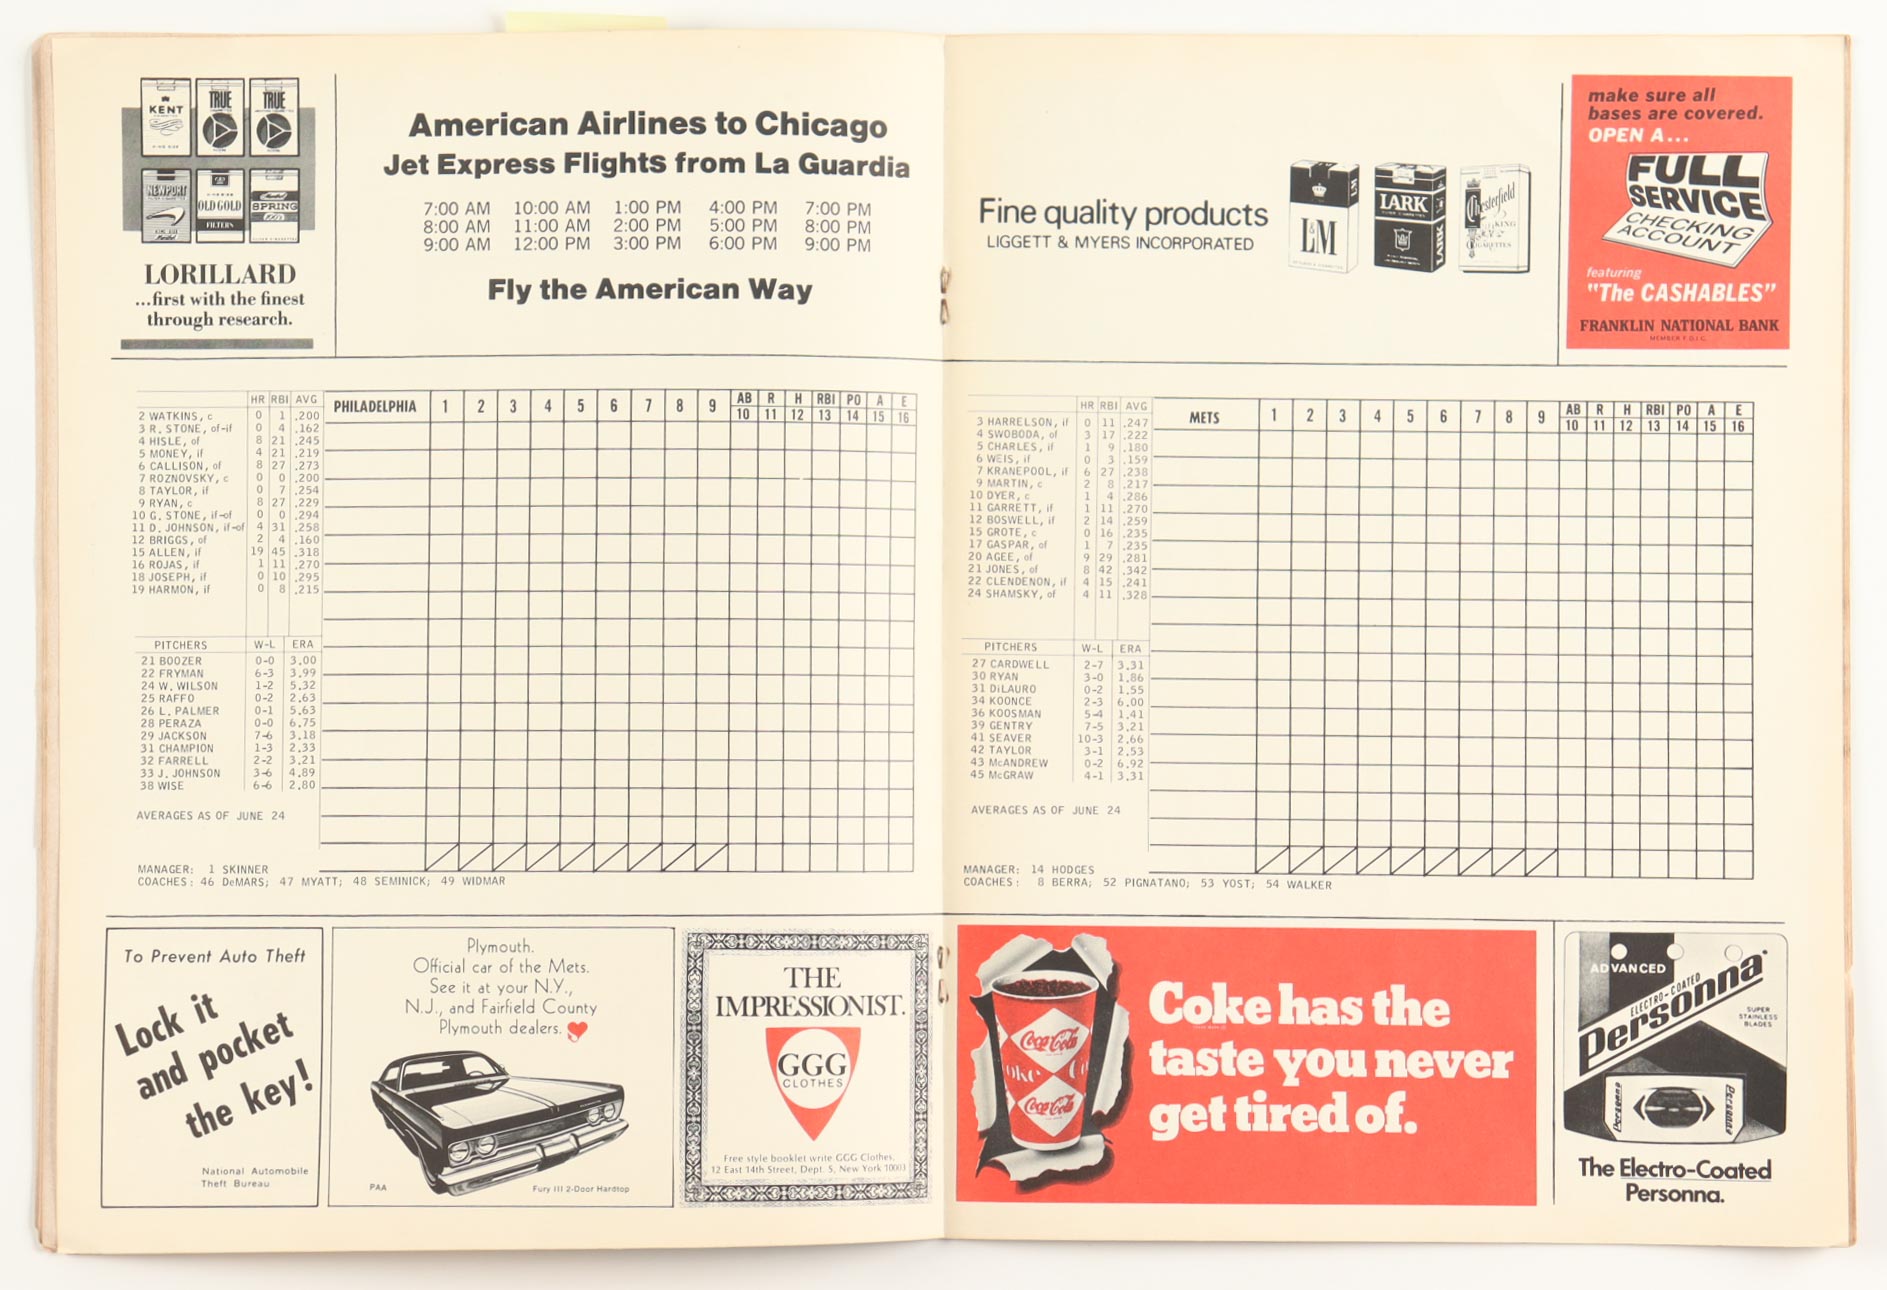 KENT
KING SIZE
TRUE
TRUE
NEWPORT
OLD GOLD
FILTERS
SPRING
LORILLARD
...first with the finest
through research.
American Airlines to Chicago
Jet Express Flights from La Guardia
7:00 AM 10:00 AM 1:00 PM 4:00 PM 7:00 PM
8:00 AM 11:00 AM 2:00 PM 5:00 PM 8:00 PM
9:00 AM 12:00 PM 3:00 PM 6:00 PM 9:00 PM
Fly the American Way
Fine quality products
LIGGETT & MYERS INCORPORATED
L&M
LM
LARK
LARK
Chesterfield
KING
CIGARETTES
make sure all
bases are covered.
OPEN A...
FULL
SERVICE
CHECKING
ACCOUNT
featuring
"The CASHABLES"
FRANKLIN NATIONAL BANK
MEMBER F.D.I.C.
HR RBI AVG
2 WATKINS, c 0 1 .200
3 R. STONE, of-if 0 4 .162
4 HISLE, of 8 21 .245
5 MONEY, if 4 21 .219
6 CALLISON, of 8 27 .273
7 ROZNOVSKY, c 0 0 .200
8 TAYLOR, if 0 7 .254
9 RYAN, c 8 27 .229
10 G. STONE, if-of 0 0 .294
11 D. JOHNSON, if-of 4 31 .258
12 BRIGGS, of 2 4 .160
15 ALLEN, if 19 45 .318
16 ROJAS, if 1 11 .270
18 JOSEPH, if 0 10 .295
19 HARMON, if 0 8 .215
PITCHERS W-L ERA
21 BOOZER 0-0 3.00
22 FRYMAN 6-3 3.99
24 W. WILSON 1-2 5.32
25 RAFFO 0-2 2.63
26 L. PALMER 0-1 5.63
28 PERAZA 0-0 6.75
29 JACKSON 7-6 3.18
31 CHAMPION 1-3 2.33
32 FARRELL 2-2 3.21
33 J. JOHNSON 3-6 4.89
38 WISE 6-6 2.80
AVERAGES AS OF JUNE 24
MANAGER: 1 SKINNER
COACHES: 46 DeMARS; 47 MYATT; 48 SEMINICK; 49 WIDMAR
PHILADELPHIA 1 2 3 4 5 6 7 8 9 AB R H RBI PO A E
10 11 12 13 14 15 16
HR RBI AVG
3 HARRELSON, if 0 11 .247
4 SWOBODA, of 3 17 .222
5 CHARLES, if 1 9 .180
6 WEIS, if 0 3 .159
7 KRANEPOOL, if 6 27 .238
9 MARTIN, c 2 8 .217
10 DYER, c 1 4 .286
11 GARRETT, if 1 11 .270
12 BOSWELL, if 2 14 .259
15 GROTE, c 0 16 .235
17 GASPAR, of 1 7 .235
20 AGEE, of 9 29 .281
21 JONES, of 8 42 .342
22 CLENDENON, if 4 15 .241
24 SHAMSKY, of 4 11 .328
PITCHERS W-L ERA
27 CARDWELL 2-7 3.31
30 RYAN 3-0 1.86
31 DiLAURO 0-2 1.55
34 KOONCE 2-3 6.00
36 KOOSMAN 5-4 1.41
39 GENTRY 7-5 3.21
41 SEAVER 10-3 2.66
42 TAYLOR 3-1 2.53
43 McANDREW 0-2 6.92
45 McGRAW 4-1 3.31
AVERAGES AS OF JUNE 24
MANAGER: 14 HODGES
COACHES: 8 BERRA; 52 PIGNATANO; 53 YOST; 54 WALKER
METS 1 2 3 4 5 6 7 8 9 AB R H RBI PO A E
10 11 12 13 14 15 16
To Prevent Auto Theft
Lock it
and pocket
the key!
National Automobile
Theft Bureau
Plymouth.
Official car of the Mets.
See it at your N.Y.,
N.J., and Fairfield County
Plymouth dealers.
PAA
Fury III 2-Door Hardtop
THE
IMPRESSIONIST.
GGG
CLOTHES
Free style booklet write GGG Clothes,
12 East 14th Street, Dept. S, New York 10003
Coca-Cola
Coke
Coca-Cola
Coke has the
taste you never
get tired of.
ADVANCED
ELECTRO-COATED
Personna
SUPER
STAINLESS
BLADES
Personna
Personna
The Electro-Coated
Personna.